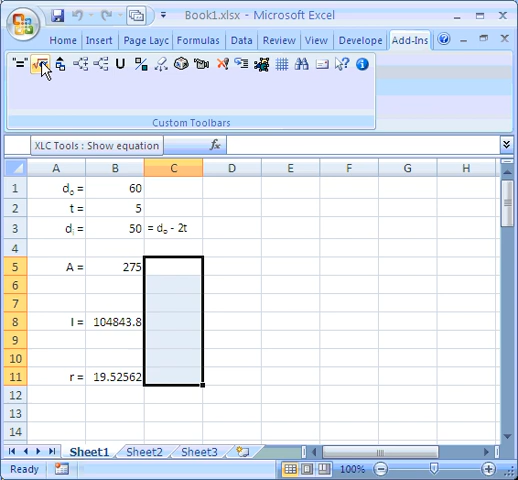 Book1.xlsx - Microsoft Excel
Home Insert Page Layc Formulas Data Review View Develope Add-Ins
"="
U
%
Custom Toolbars
XLC Tools : Show equation
fx
A B C D E F G H
1 dₒ = 60
2 t = 5
3 dᵢ = 50 = dₒ - 2t
4
5 A = 275
6
7
8 I = 104843.8
9
10
11 r = 19.52562
12
13
14
Sheet1 Sheet2 Sheet3
Ready 100%